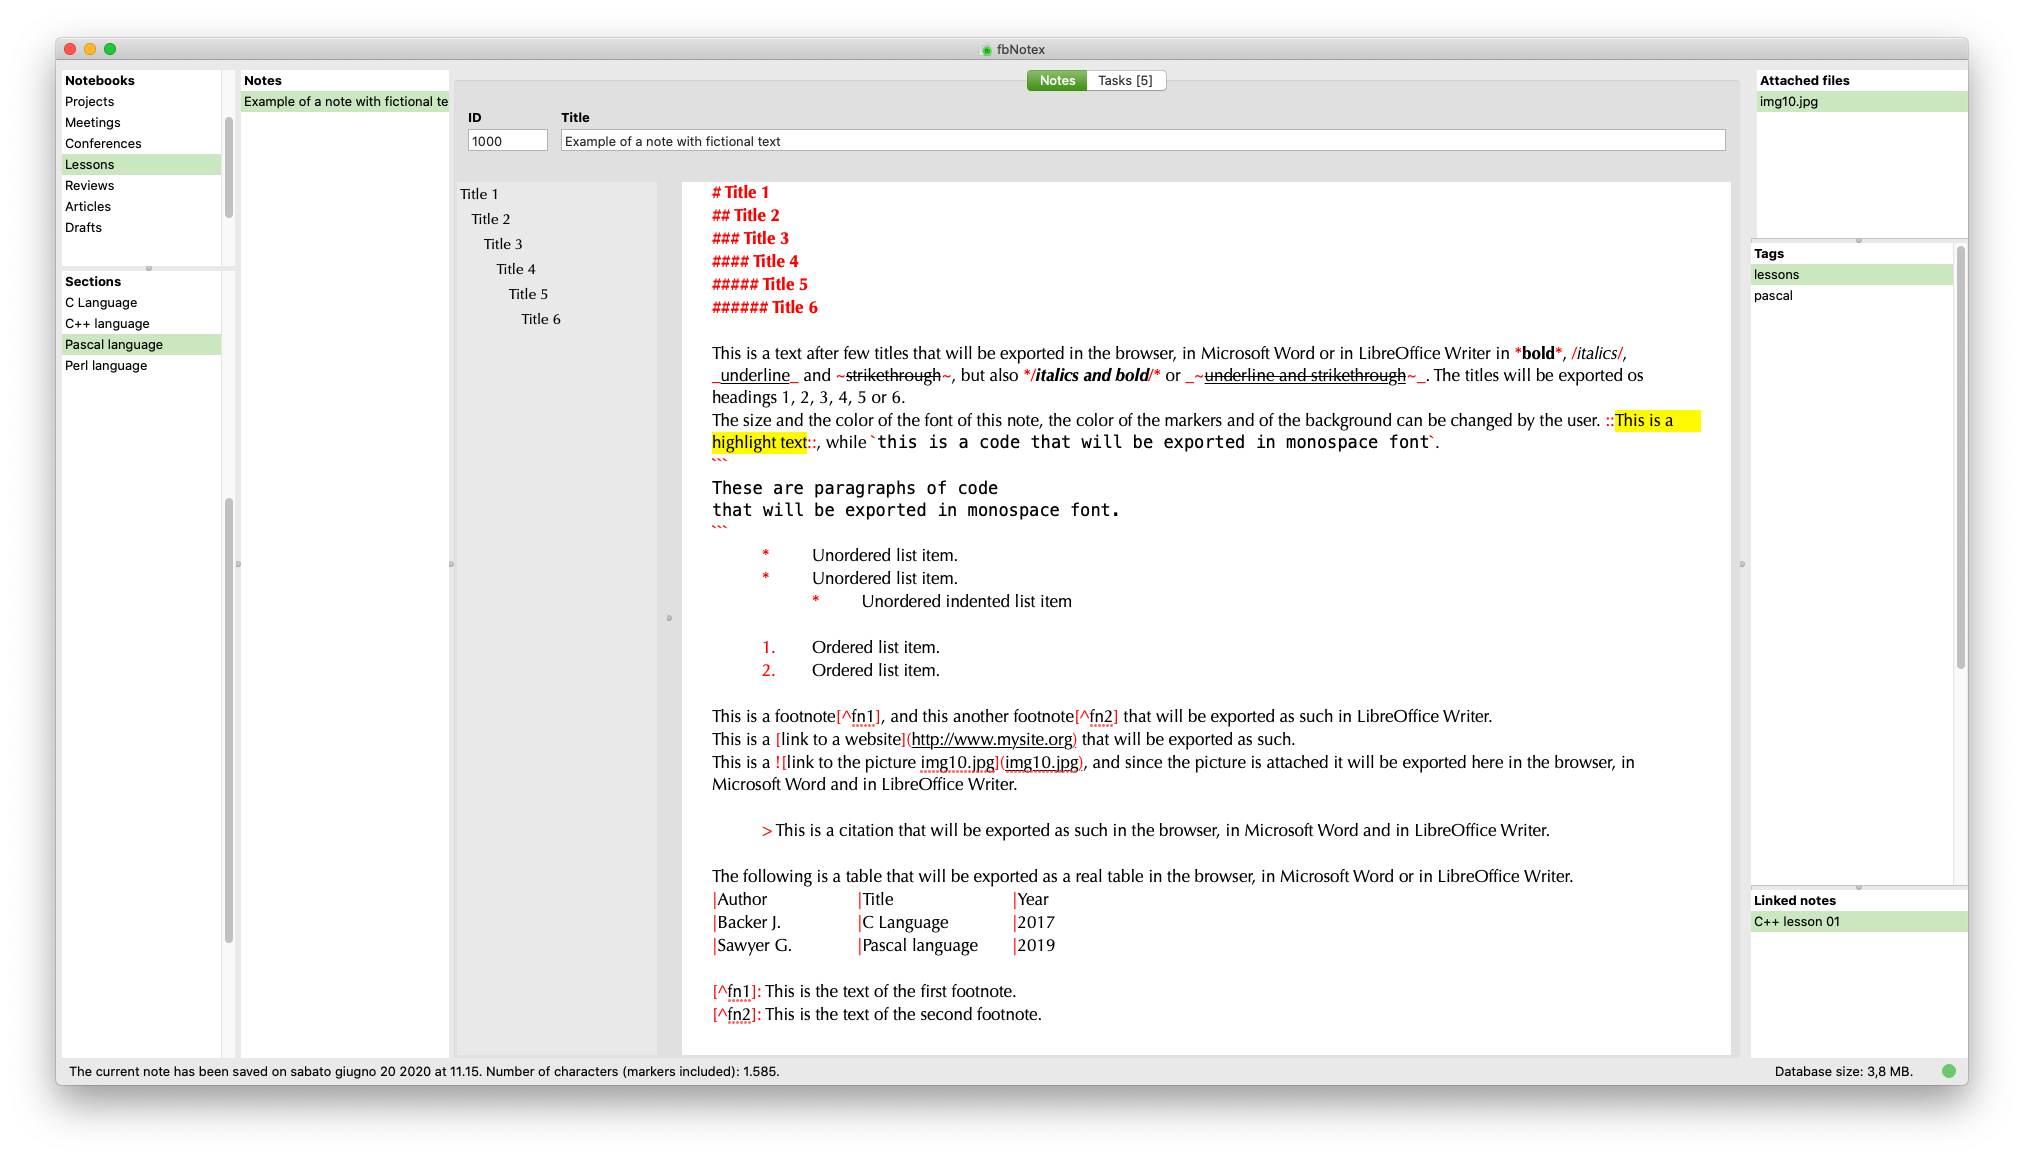 fbNotex
Notebooks
Projects
Meetings
Conferences
Lessons
Reviews
Articles
Drafts
Sections
C Language
C++ language
Pascal language
Perl language
Notes
Example of a note with fictional te
Notes Tasks [5]
ID Title
1000 Example of a note with fictional text
Title 1
Title 2
Title 3
Title 4
Title 5
Title 6
# Title 1
## Title 2
### Title 3
#### Title 4
##### Title 5
###### Title 6
This is a text after few titles that will be exported in the browser, in Microsoft Word or in LibreOffice Writer in *bold*, /italics/,
_underline_ and ~strikethrough~, but also */italics and bold/* or _~underline and strikethrough~_. The titles will be exported os
headings 1, 2, 3, 4, 5 or 6.
The size and the color of the font of this note, the color of the markers and of the background can be changed by the user. ::This is a
highlight text::, while `this is a code that will be exported in monospace font`.
```
These are paragraphs of code
that will be exported in monospace font.
```
* Unordered list item.
* Unordered list item.
* Unordered indented list item
1. Ordered list item.
2. Ordered list item.
This is a footnote[^fn1], and this another footnote[^fn2] that will be exported as such in LibreOffice Writer.
This is a [link to a website](http://www.mysite.org) that will be exported as such.
This is a ![link to the picture img10.jpg](img10.jpg), and since the picture is attached it will be exported here in the browser, in
Microsoft Word and in LibreOffice Writer.
> This is a citation that will be exported as such in the browser, in Microsoft Word and in LibreOffice Writer.
The following is a table that will be exported as a real table in the browser, in Microsoft Word or in LibreOffice Writer.
|Author |Title |Year
|Backer J. |C Language |2017
|Sawyer G. |Pascal language |2019
[^fn1]: This is the text of the first footnote.
[^fn2]: This is the text of the second footnote.
Attached files
img10.jpg
Tags
lessons
pascal
Linked notes
C++ lesson 01
The current note has been saved on sabato giugno 20 2020 at 11.15. Number of characters (markers included): 1.585.
Database size: 3,8 MB.